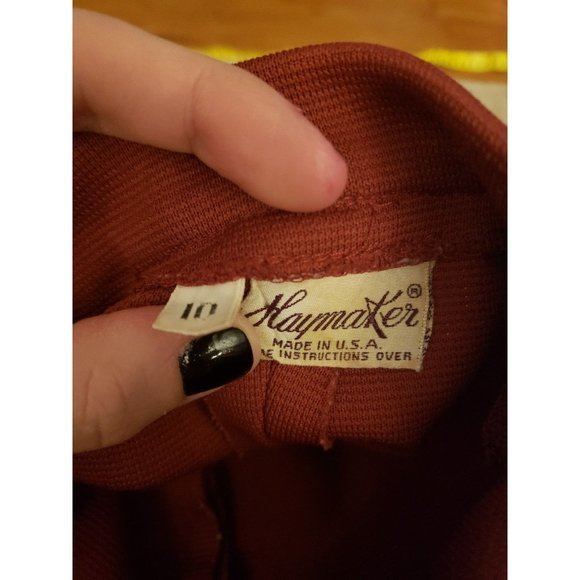 10
Haymaker ®
MADE IN U.S.A.
INSTRUCTIONS OVER